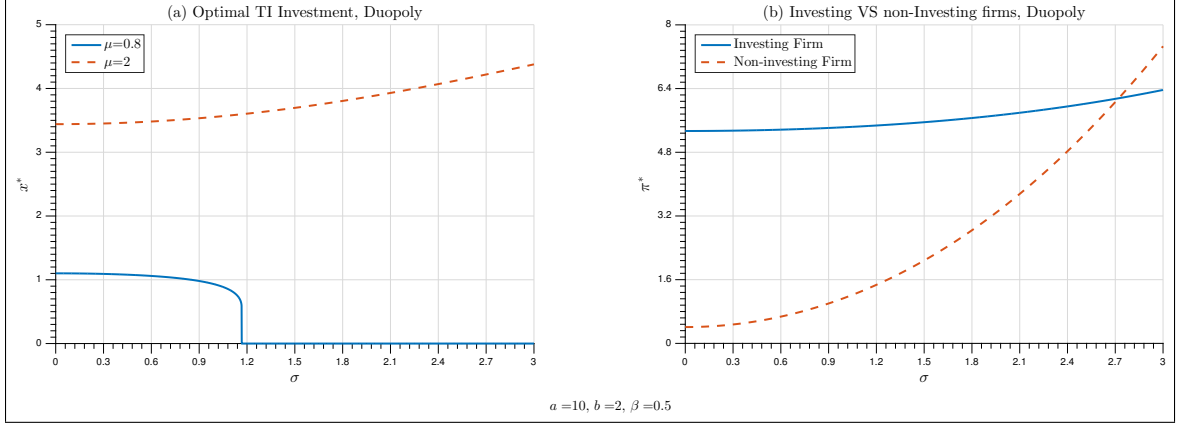 (a) Optimal TI Investment, Duopoly
5
4
3
2
1
0
x*
μ=0.8
μ=2
0 0.3 0.6 0.9 1.2 1.5 1.8 2.1 2.4 2.7 3
σ
(b) Investing VS non-Investing firms, Duopoly
8
6.4
4.8
3.2
1.6
0
π*
Investing Firm
Non-investing Firm
0 0.3 0.6 0.9 1.2 1.5 1.8 2.1 2.4 2.7 3
σ
a =10, b =2, β =0.5